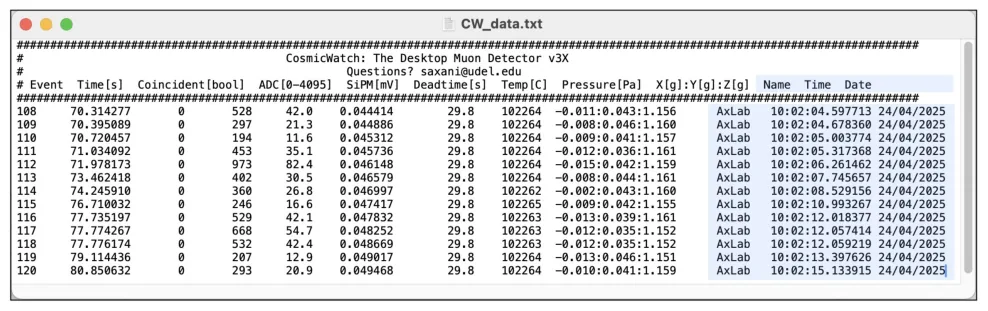 CW_data.txt
###########################################################################################################
# CosmicWatch: The Desktop Muon Detector v3X
# Questions? saxani@udel.edu
# Event Time[s] Coincident[bool] ADC[0-4095] SiPM[mV] Deadtime[s] Temp[C] Pressure[Pa] X[g]:Y[g]:Z[g] Name Time Date
###########################################################################################################
108 70.314277 0 528 42.0 0.044414 29.8 102264 -0.011:0.043:1.156 AxLab 10:02:04.597713 24/04/2025
109 70.395089 0 297 21.3 0.044886 29.8 102264 -0.008:0.046:1.160 AxLab 10:02:04.678360 24/04/2025
110 70.720457 0 194 11.6 0.045312 29.8 102264 -0.009:0.041:1.157 AxLab 10:02:05.003774 24/04/2025
111 71.034092 0 453 35.1 0.045736 29.8 102264 -0.012:0.036:1.161 AxLab 10:02:05.317368 24/04/2025
112 71.978173 0 973 82.4 0.046148 29.8 102264 -0.015:0.042:1.159 AxLab 10:02:06.261462 24/04/2025
113 73.462418 0 402 30.5 0.046579 29.8 102264 -0.008:0.044:1.161 AxLab 10:02:07.745657 24/04/2025
114 74.245910 0 360 26.8 0.046997 29.8 102262 -0.002:0.043:1.160 AxLab 10:02:08.529156 24/04/2025
115 76.710032 0 246 16.6 0.047417 29.8 102265 -0.009:0.042:1.155 AxLab 10:02:10.993267 24/04/2025
116 77.735197 0 529 42.1 0.047832 29.8 102263 -0.013:0.039:1.161 AxLab 10:02:12.018377 24/04/2025
117 77.774267 0 668 54.7 0.048252 29.8 102263 -0.012:0.035:1.152 AxLab 10:02:12.057414 24/04/2025
118 77.776174 0 532 42.4 0.048669 29.8 102263 -0.012:0.035:1.152 AxLab 10:02:12.059219 24/04/2025
119 79.114436 0 207 12.9 0.049017 29.8 102264 -0.013:0.046:1.151 AxLab 10:02:13.397626 24/04/2025
120 80.850632 0 293 20.9 0.049468 29.8 102264 -0.010:0.041:1.159 AxLab 10:02:15.133915 24/04/2025